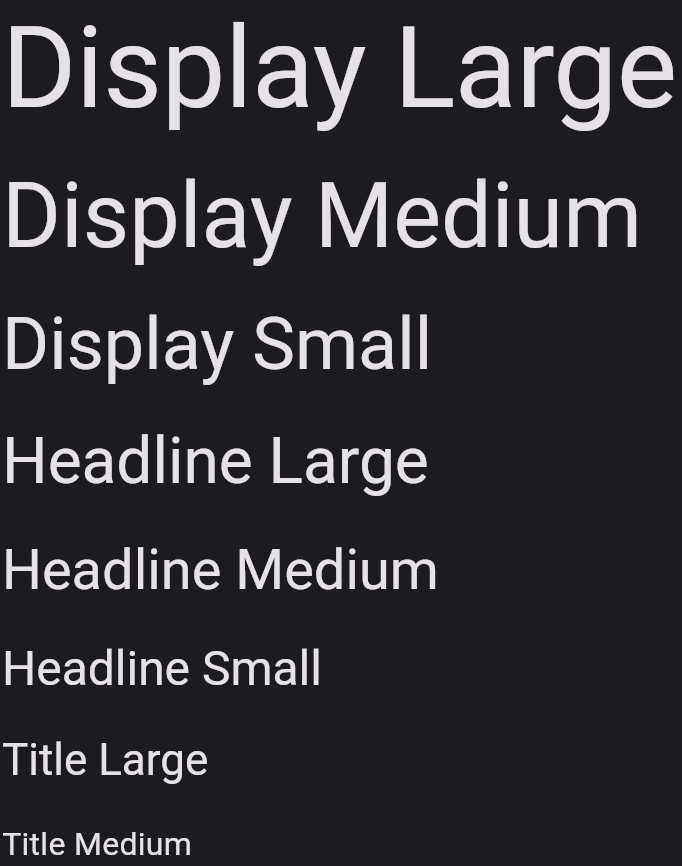 Display Large
Display Medium
Display Small
Headline Large
Headline Medium
Headline Small
Title Large
Title Medium